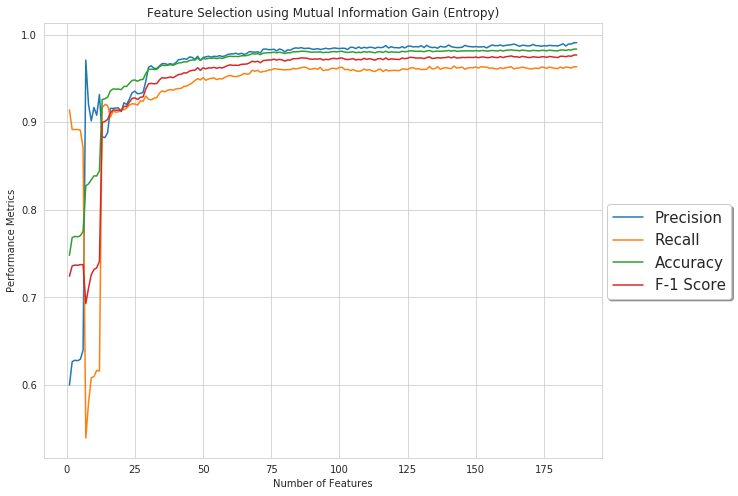 Feature Selection using Mutual Information Gain (Entropy)
1.0
0.9
0.8
0.7
0.6
Performance Metrics
0
25
50
75
100
125
150
175
Number of Features
Precision
Recall
Accuracy
F-1 Score